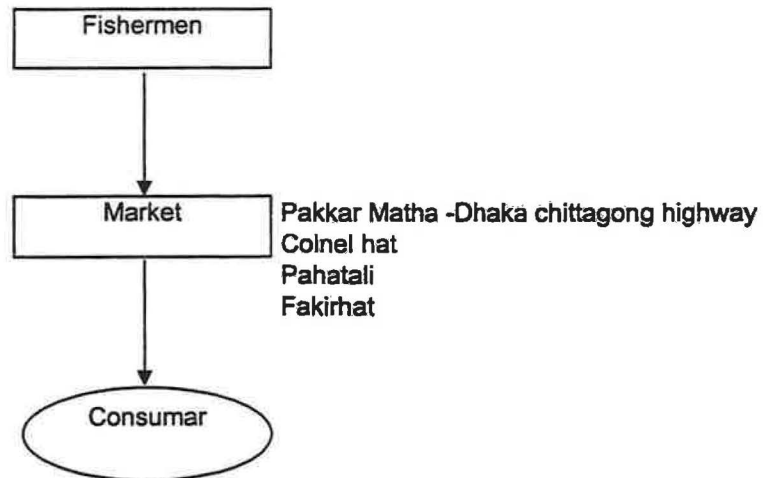 Fishermen
Market
Pakkar Matha -Dhaka chittagong highway
Colnel hat
Pahatali
Fakirhat
Consumar